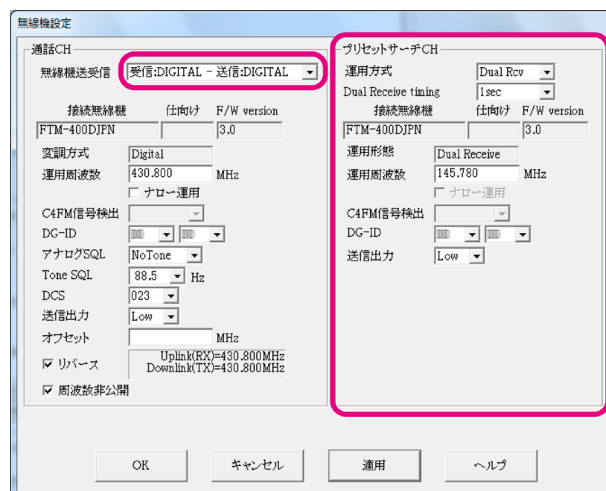 無線機設定
通話CH
無線機送受信 受信:DIGITAL - 送信:DIGITAL
接続無線機 仕向け F/W version
FTM-400DJPN 3.0
変調方式 Digital
運用周波数 430.800 MHz
ナロー運用
C4FM信号検出
DG-ID
アナログSQL NoTone
Tone SQL 88.5 Hz
DCS 023
送信出力 Low
オフセット MHz
リバース Uplink(RX)=430.800MHz
Downlink(TX)=430.800MHz
周波数非公開
プリセットサーチCH
運用方式 Dual Rcv
Dual Receive timing 1sec
接続無線機 仕向け F/W version
FTM-400DJPN 3.0
運用形態 Dual Receive
運用周波数 145.780 MHz
ナロー運用
C4FM信号検出
DG-ID
送信出力 Low
OK キャンセル 適用 ヘルプ